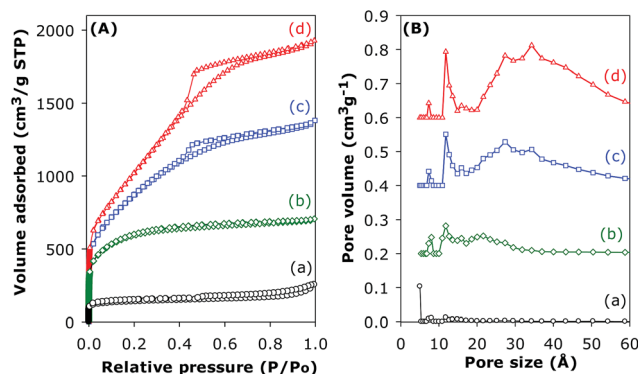 (A)
(d)
(c)
(b)
(a)
2000
1500
1000
500
0
0.0 0.2 0.4 0.6 0.8 1.0
Volume adsorbed (cm3/g STP)
Relative pressure (P/Po)
(B)
(d)
(c)
(b)
(a)
0.9
0.8
0.7
0.6
0.5
0.4
0.3
0.2
0.1
0.0
0 10 20 30 40 50 60
Pore volume (cm3g-1)
Pore size (Å)